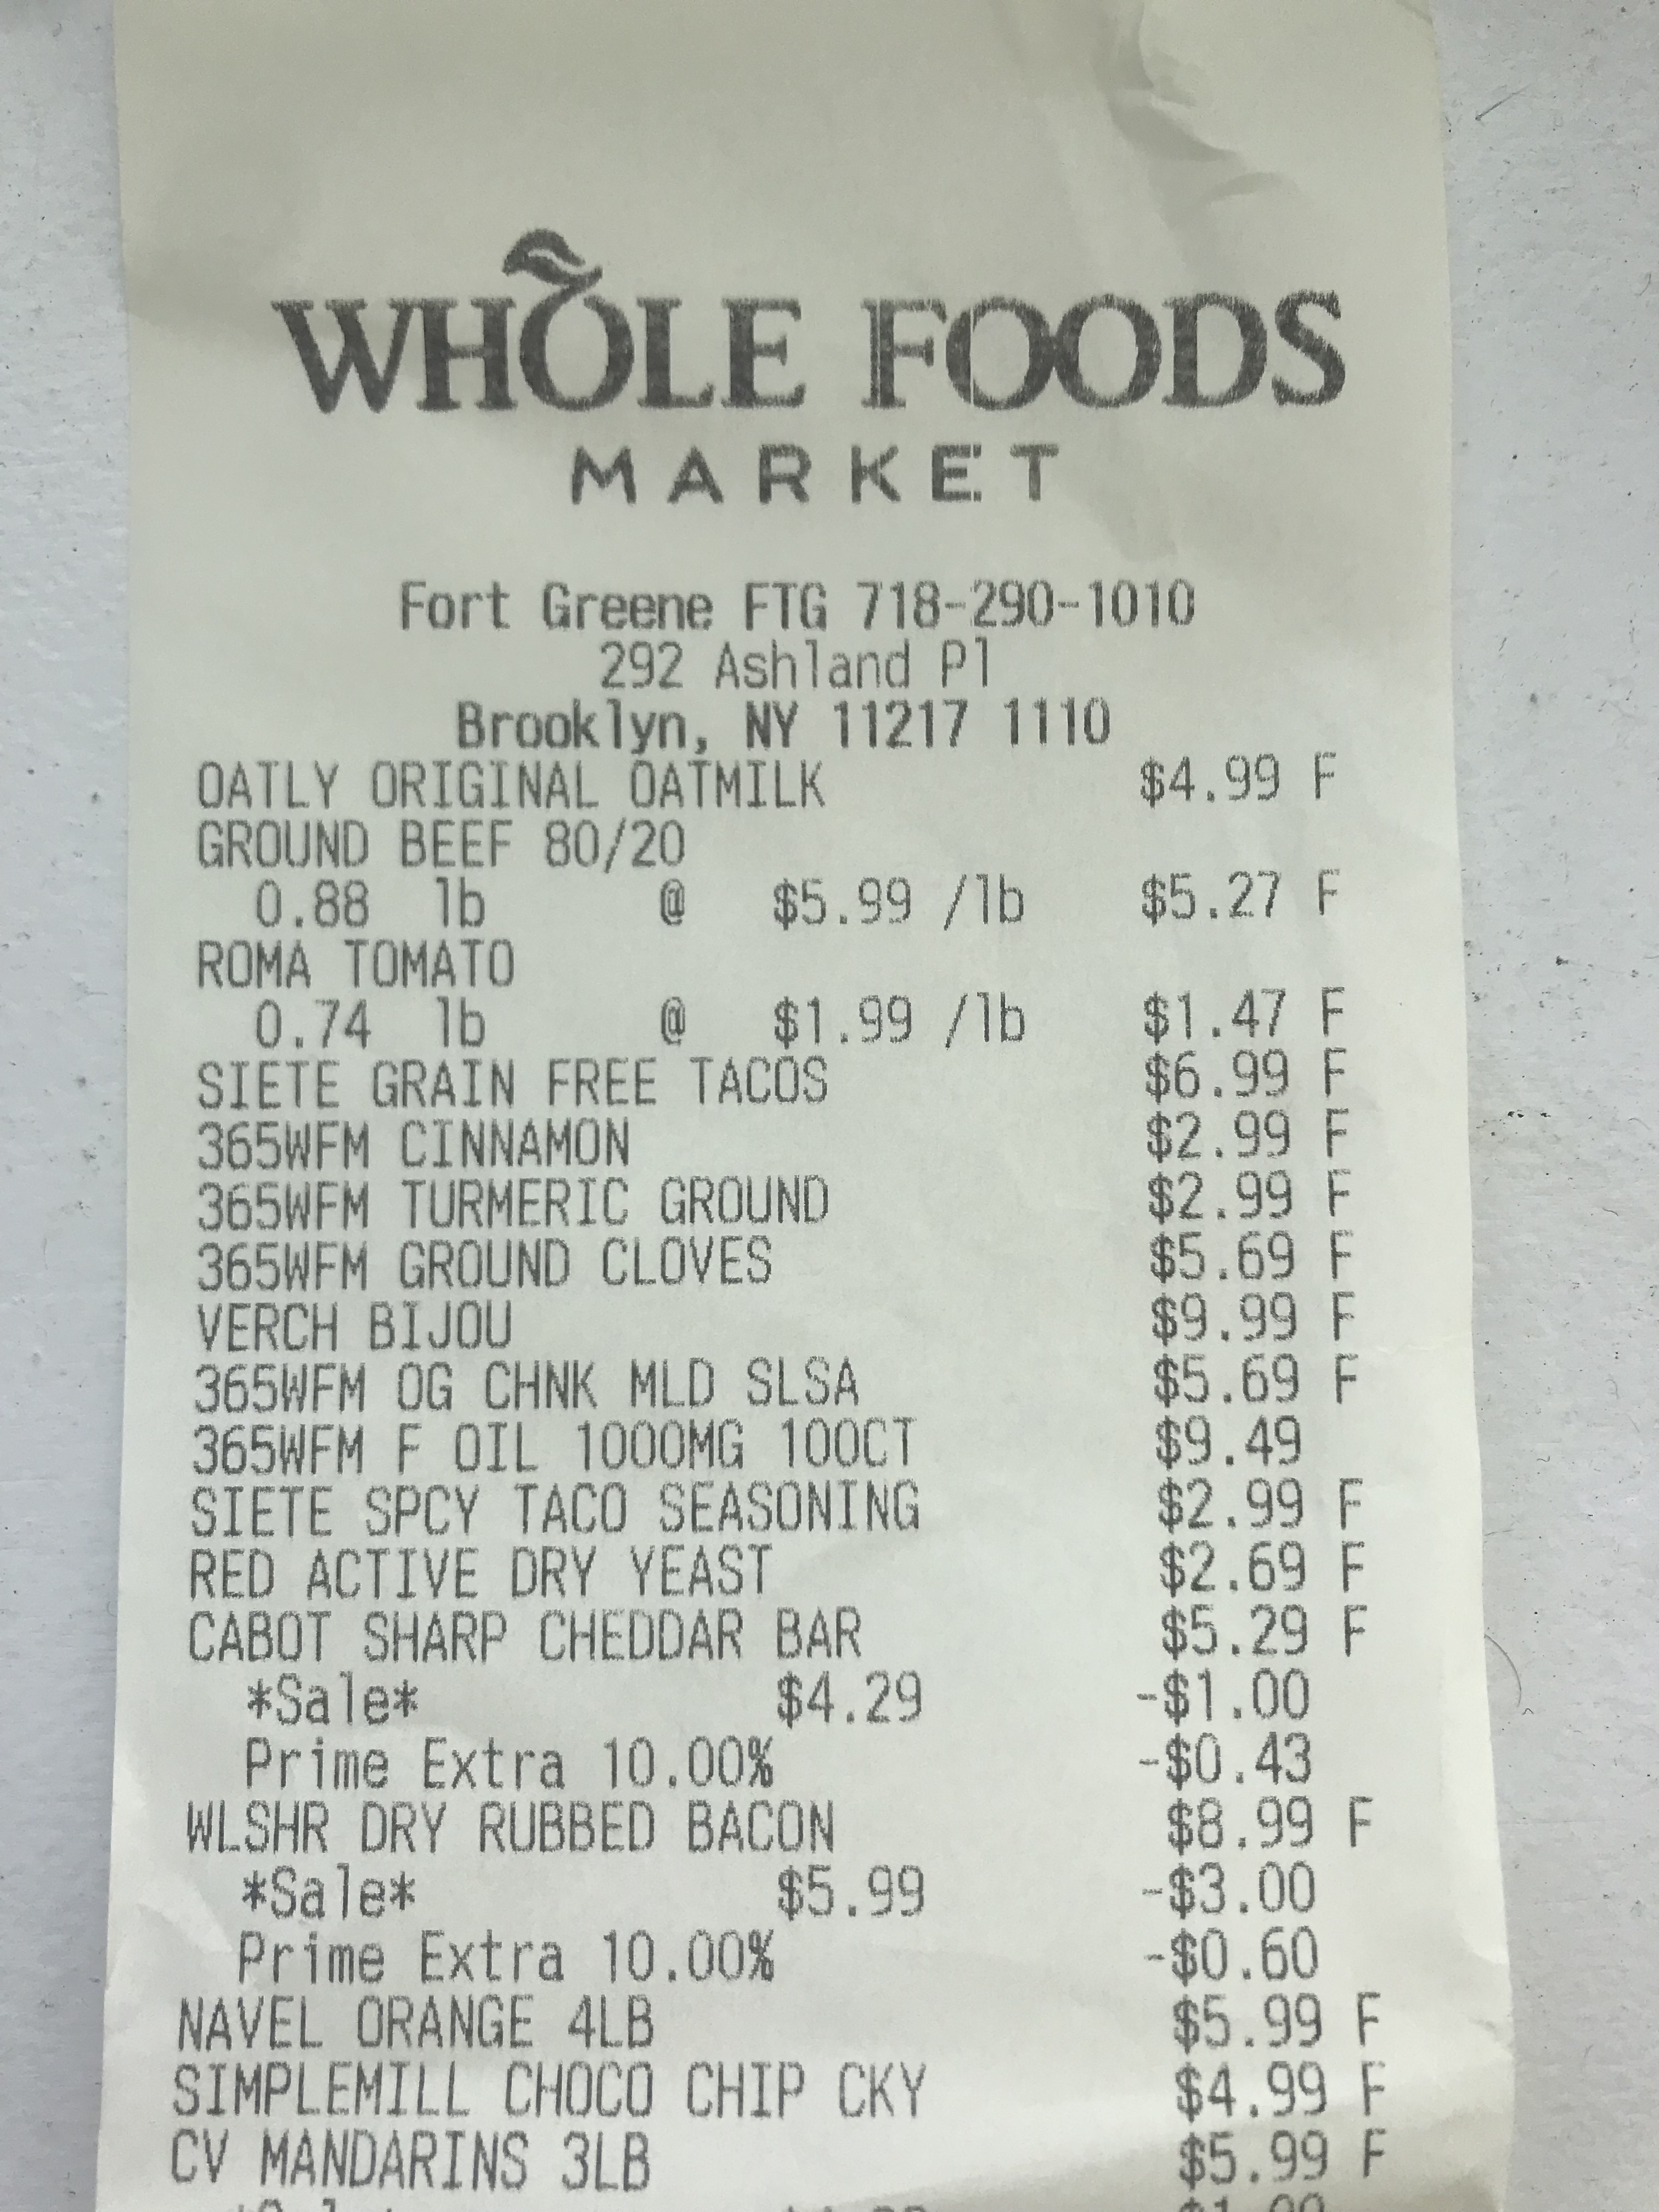 WHOLE FOODS
MARKET
Fort Greene FTG 718-290-1010
292 Ashland Pl
Brooklyn, NY 11217 1110
OATLY ORIGINAL OATMILK $4.99 F
GROUND BEEF 80/20
0.88 lb @ $5.99 /lb $5.27 F
ROMA TOMATO
0.74 lb @ $1.99 /lb $1.47 F
SIETE GRAIN FREE TACOS $6.99 F
365WFM CINNAMON $2.99 F
365WFM TURMERIC GROUND $2.99 F
365WFM GROUND CLOVES $5.69 F
VERCH BIJOU $9.99 F
365WFM OG CHNK MLD SLSA $5.69 F
365WFM F OIL 1000MG 100CT $9.49
SIETE SPCY TACO SEASONING $2.99 F
RED ACTIVE DRY YEAST $2.69 F
CABOT SHARP CHEDDAR BAR $5.29 F
*Sale* $4.29 -$1.00
Prime Extra 10.00% -$0.43
WLSHR DRY RUBBED BACON $8.99 F
*Sale* $5.99 -$3.00
Prime Extra 10.00% -$0.60
NAVEL ORANGE 4LB $5.99 F
SIMPLEMILL CHOCO CHIP CKY $4.99 F
CV MANDARINS 3LB $5.99 F